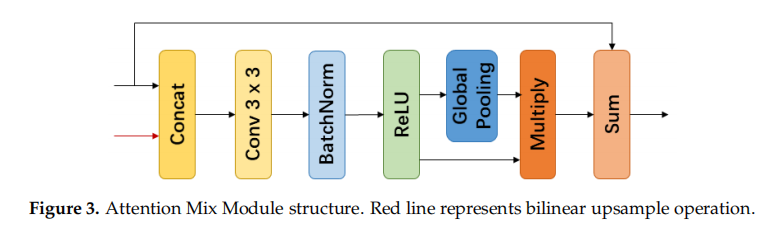 Concat
Conv 3 x 3
BatchNorm
ReLU
Global
Pooling
Multiply
Sum
Figure 3. Attention Mix Module structure. Red line represents bilinear upsample operation.